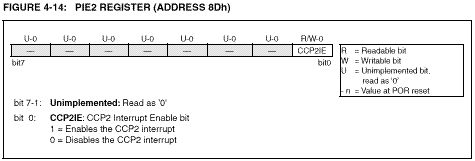 FIGURE 4-14: PIE2 REGISTER (ADDRESS 8Dh)
U-0 U-0 U-0 U-0 U-0 U-0 U-0 R/W-0
— — — — — — — CCP2IE
bit7 bit0
R = Readable bit
W = Writable bit
U = Unimplemented bit,
read as '0'
- n = Value at POR reset
bit 7-1: Unimplemented: Read as '0'
bit 0: CCP2IE: CCP2 Interrupt Enable bit
1 = Enables the CCP2 interrupt
0 = Disables the CCP2 interrupt